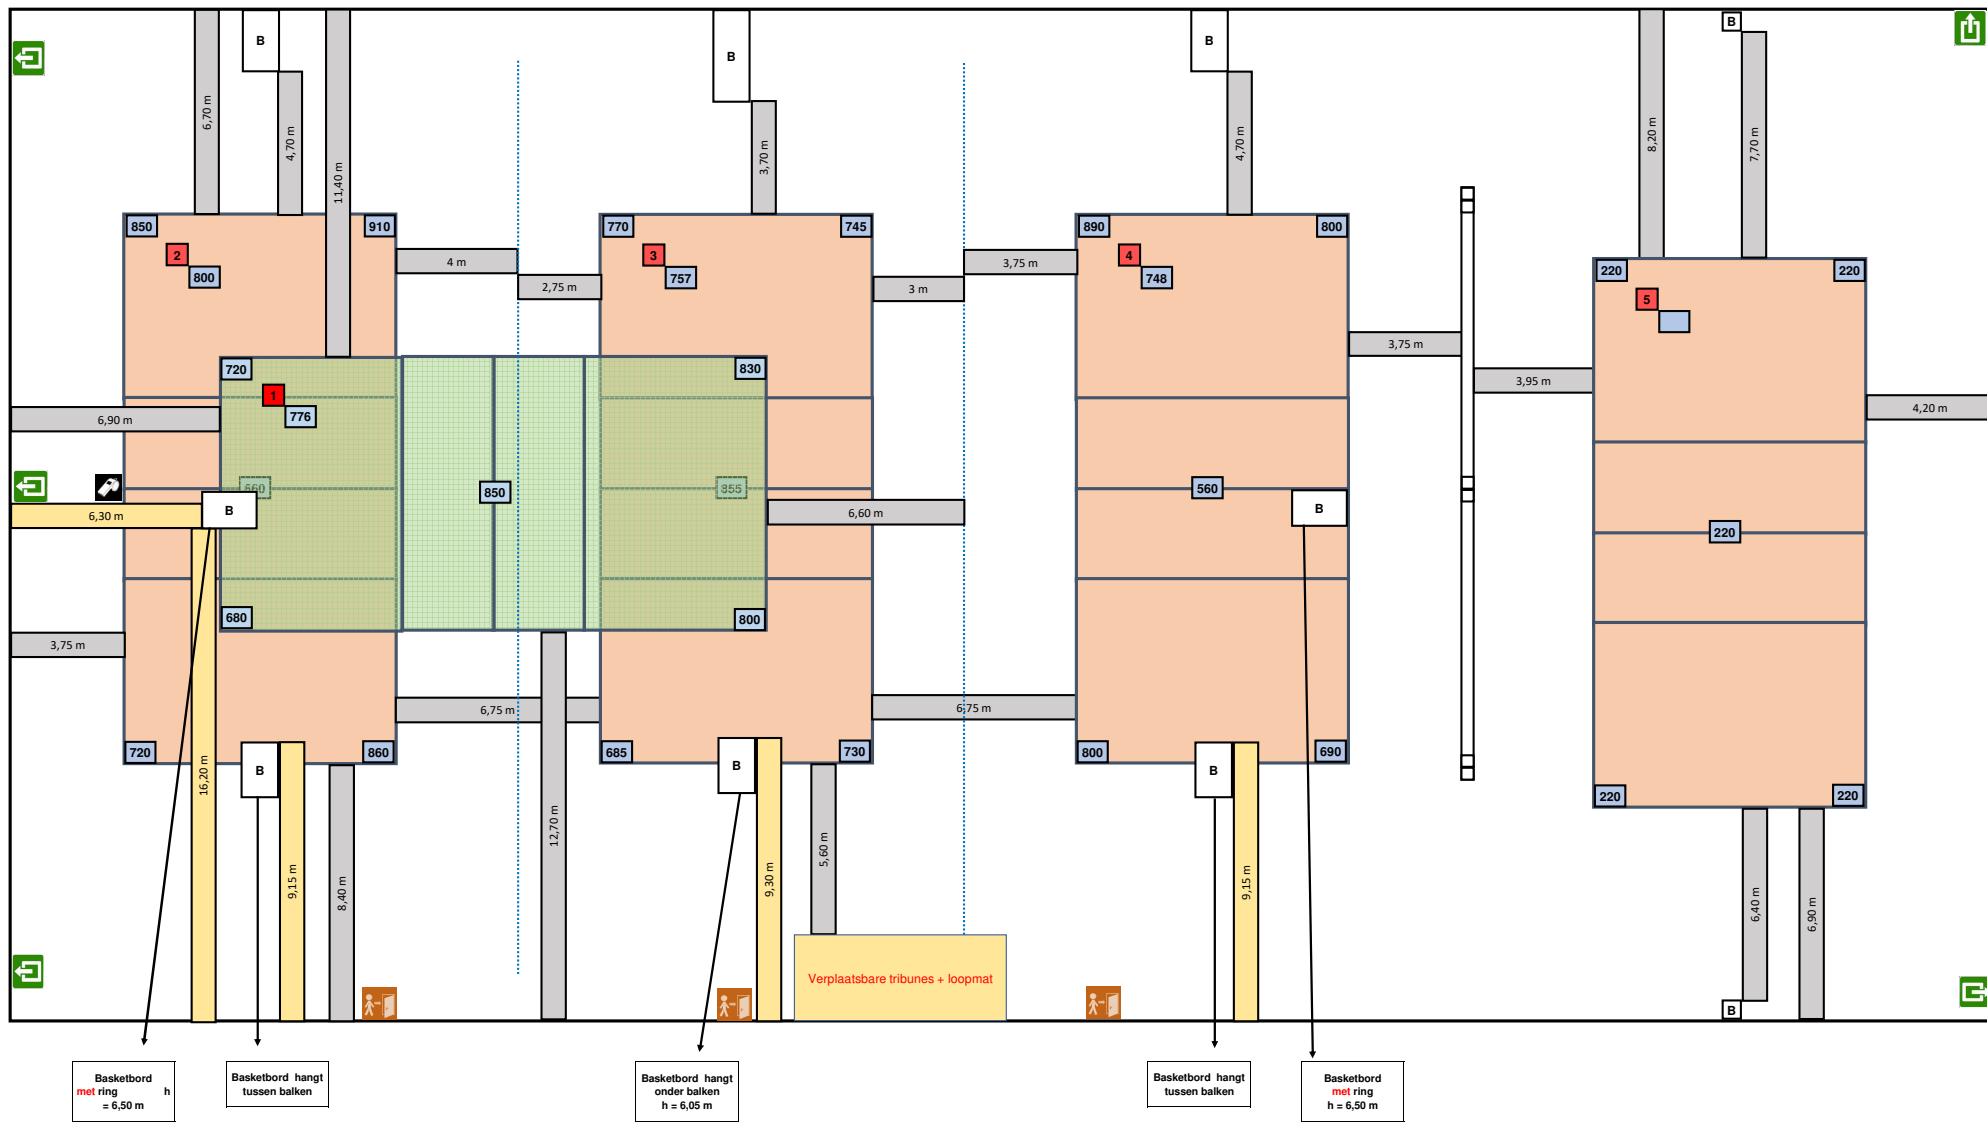 B
B
B
B
6,70 m
4,70 m
11,40 m
3,70 m
4,70 m
8,20 m
7,70 m
850
910
770
745
890
800
2
800
3
757
4
748
4 m
2,75 m
3 m
3,75 m
220
220
5
3,75 m
3,95 m
4,20 m
720
830
1
776
6,90 m
660
850
855
560
B
B
6,30 m
6,60 m
220
680
800
3,75 m
6,75 m
6,75 m
720
860
685
730
800
690
B
B
B
16,20 m
9,15 m
8,40 m
12,70 m
9,30 m
5,60 m
9,15 m
220
220
6,40 m
6,90 m
Verplaatsbare tribunes + loopmat
B
Basketbord
met ring h
= 6,50 m
Basketbord hangt
tussen balken
Basketbord hangt
onder balken
h = 6,05 m
Basketbord hangt
tussen balken
Basketbord
met ring
h = 6,50 m